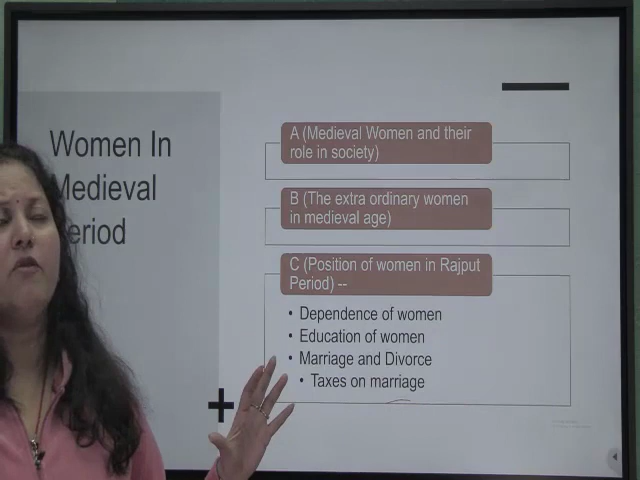 Women In
Medieval
eriod
A (Medieval Women and their
role in society)
B (The extra ordinary women
in medieval age)
C (Position of women in Rajput
Period) --
• Dependence of women
• Education of women
• Marriage and Divorce
• Taxes on marriage